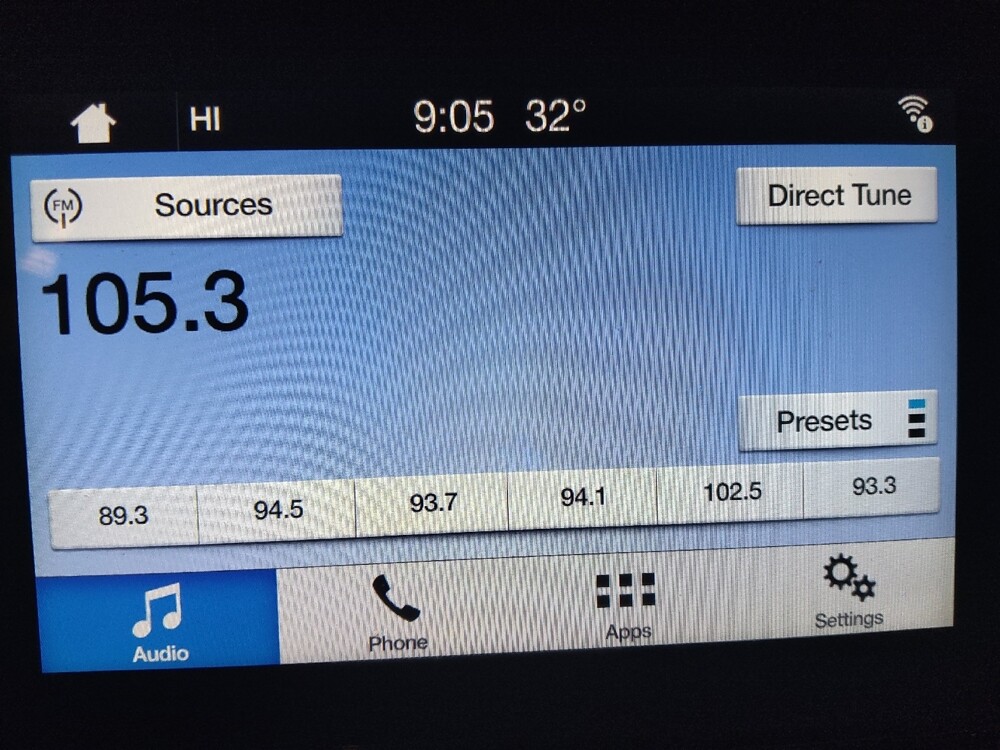 HI 9:05 32°
FM Sources Direct Tune
105.3
Presets
89.3 94.5 93.7 94.1 102.5 93.3
Audio Phone Apps Settings